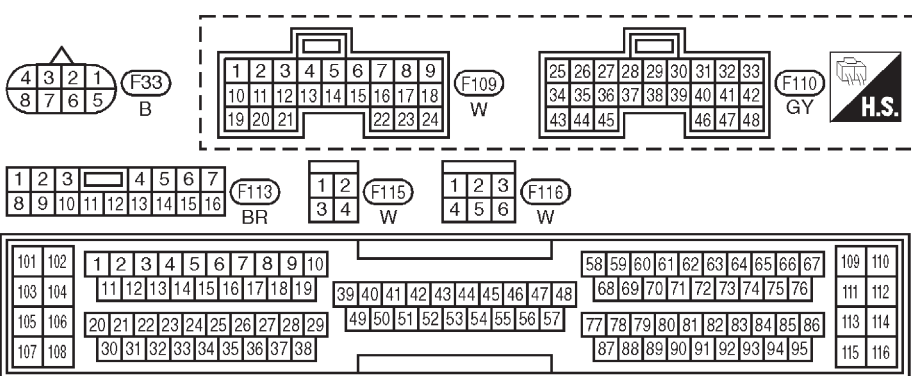 4 3 2 1
8 7 6 5
F33
B
1 2 3 4 5 6 7 8 9
10 11 12 13 14 15 16 17 18
19 20 21 22 23 24
F109
W
25 26 27 28 29 30 31 32 33
34 35 36 37 38 39 40 41 42
43 44 45 46 47 48
F110
GY
H.S.
1 2 3 4 5 6 7
8 9 10 11 12 13 14 15 16
F113
BR
1 2
3 4
F115
W
1 2 3
4 5 6
F116
W
101 102
103 104
105 106
107 108
1 2 3 4 5 6 7 8 9 10
11 12 13 14 15 16 17 18 19
20 21 22 23 24 25 26 27 28 29
30 31 32 33 34 35 36 37 38
39 40 41 42 43 44 45 46 47 48
49 50 51 52 53 54 55 56 57
58 59 60 61 62 63 64 65 66 67
68 69 70 71 72 73 74 75 76
77 78 79 80 81 82 83 84 85 86
87 88 89 90 91 92 93 94 95
109 110
111 112
113 114
115 116